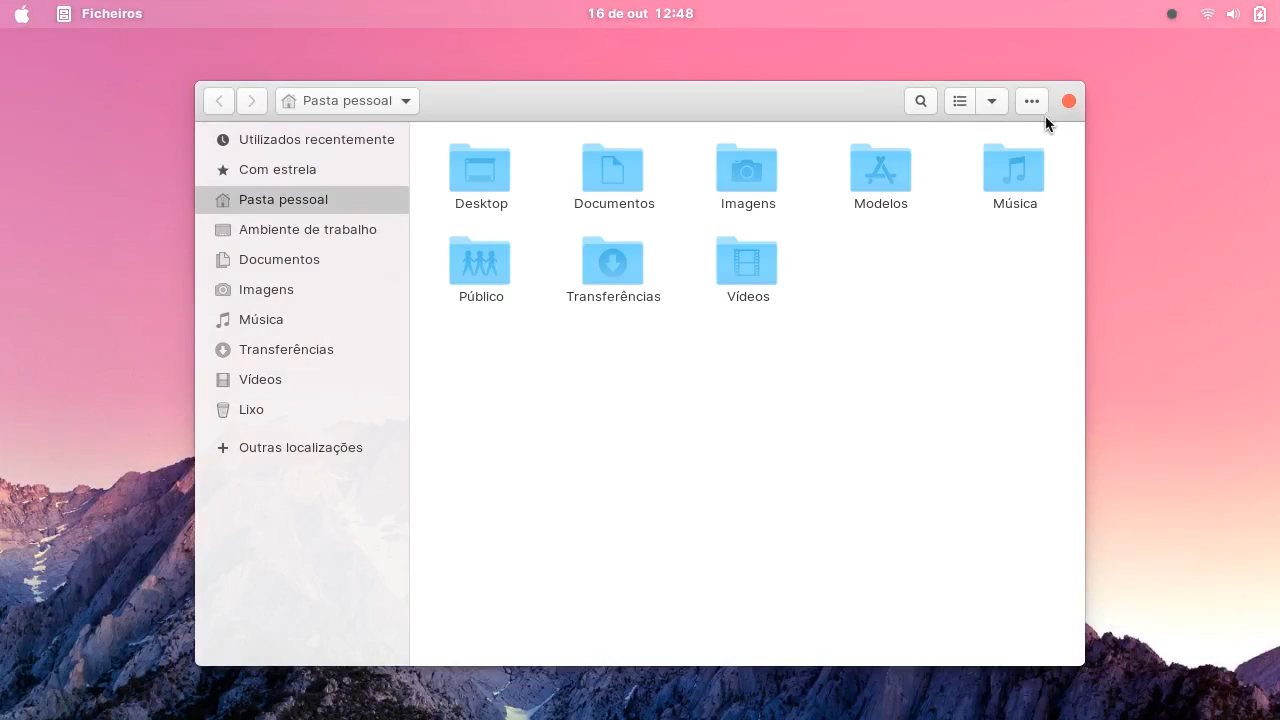 Ficheiros
16 de out 12:48
Pasta pessoal
Utilizados recentemente
Com estrela
Pasta pessoal
Ambiente de trabalho
Documentos
Imagens
Música
Transferências
Vídeos
Lixo
Outras localizações
Desktop
Documentos
Imagens
Modelos
Música
Público
Transferências
Vídeos